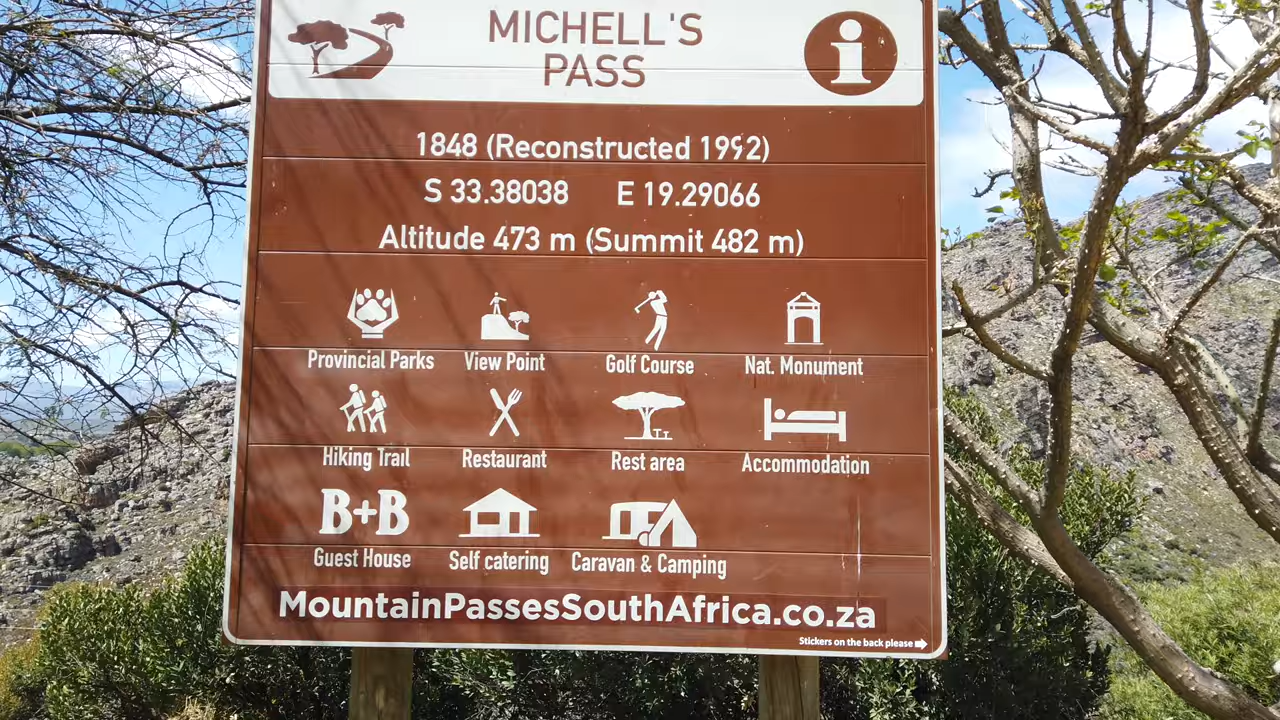 MICHELL'S
PASS
1848 (Reconstructed 1992)
S 33.38038 E 19.29066
Altitude 473 m (Summit 482 m)
Provincial Parks View Point Golf Course Nat. Monument
Hiking Trail Restaurant Rest area Accommodation
B+B
Guest House Self catering Caravan & Camping
MountainPassesSouthAfrica.co.za
Stickers on the back please